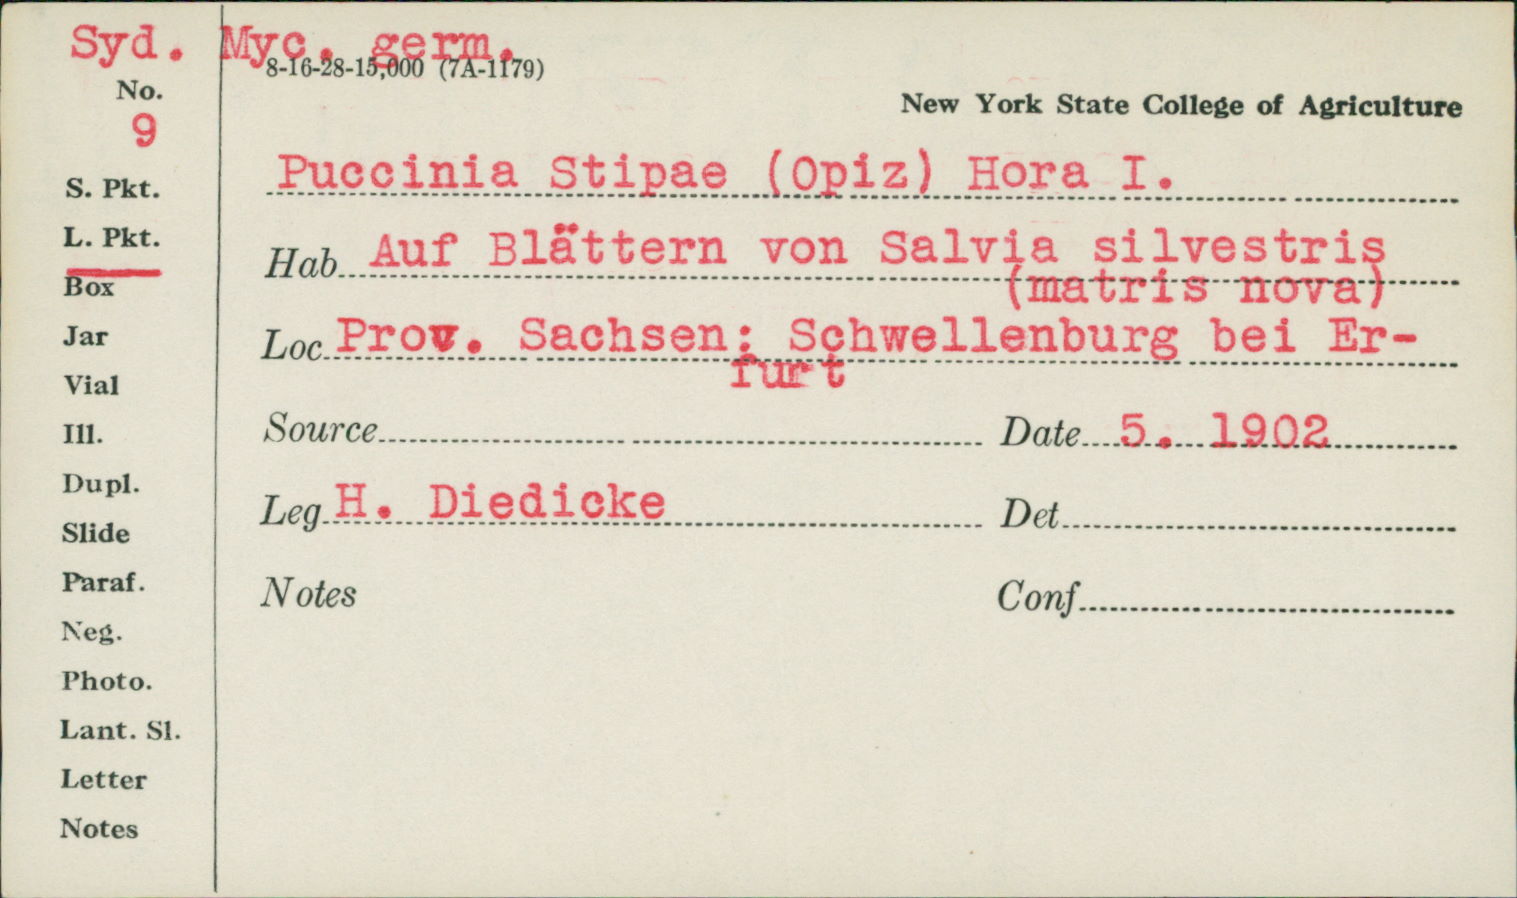 Syd. Myc. germ.
8-16-28-15,000 (7A-1179)
No.
9
New York State College of Agriculture
S. Pkt.
Puccinia Stipae (Opiz) Hora I.
L. Pkt.
Hab. Auf Blättern von Salvia silvestris
(matris nova)
Box
Jar
Loc. Prov. Sachsen: Schwellenburg bei Er-
furt
Vial
Ill.
Source
Date 5. 1902
Dupl.
Leg. H. Diedicke
Det.
Slide
Paraf.
Notes
Conf.
Neg.
Photo.
Lant. Sl.
Letter
Notes